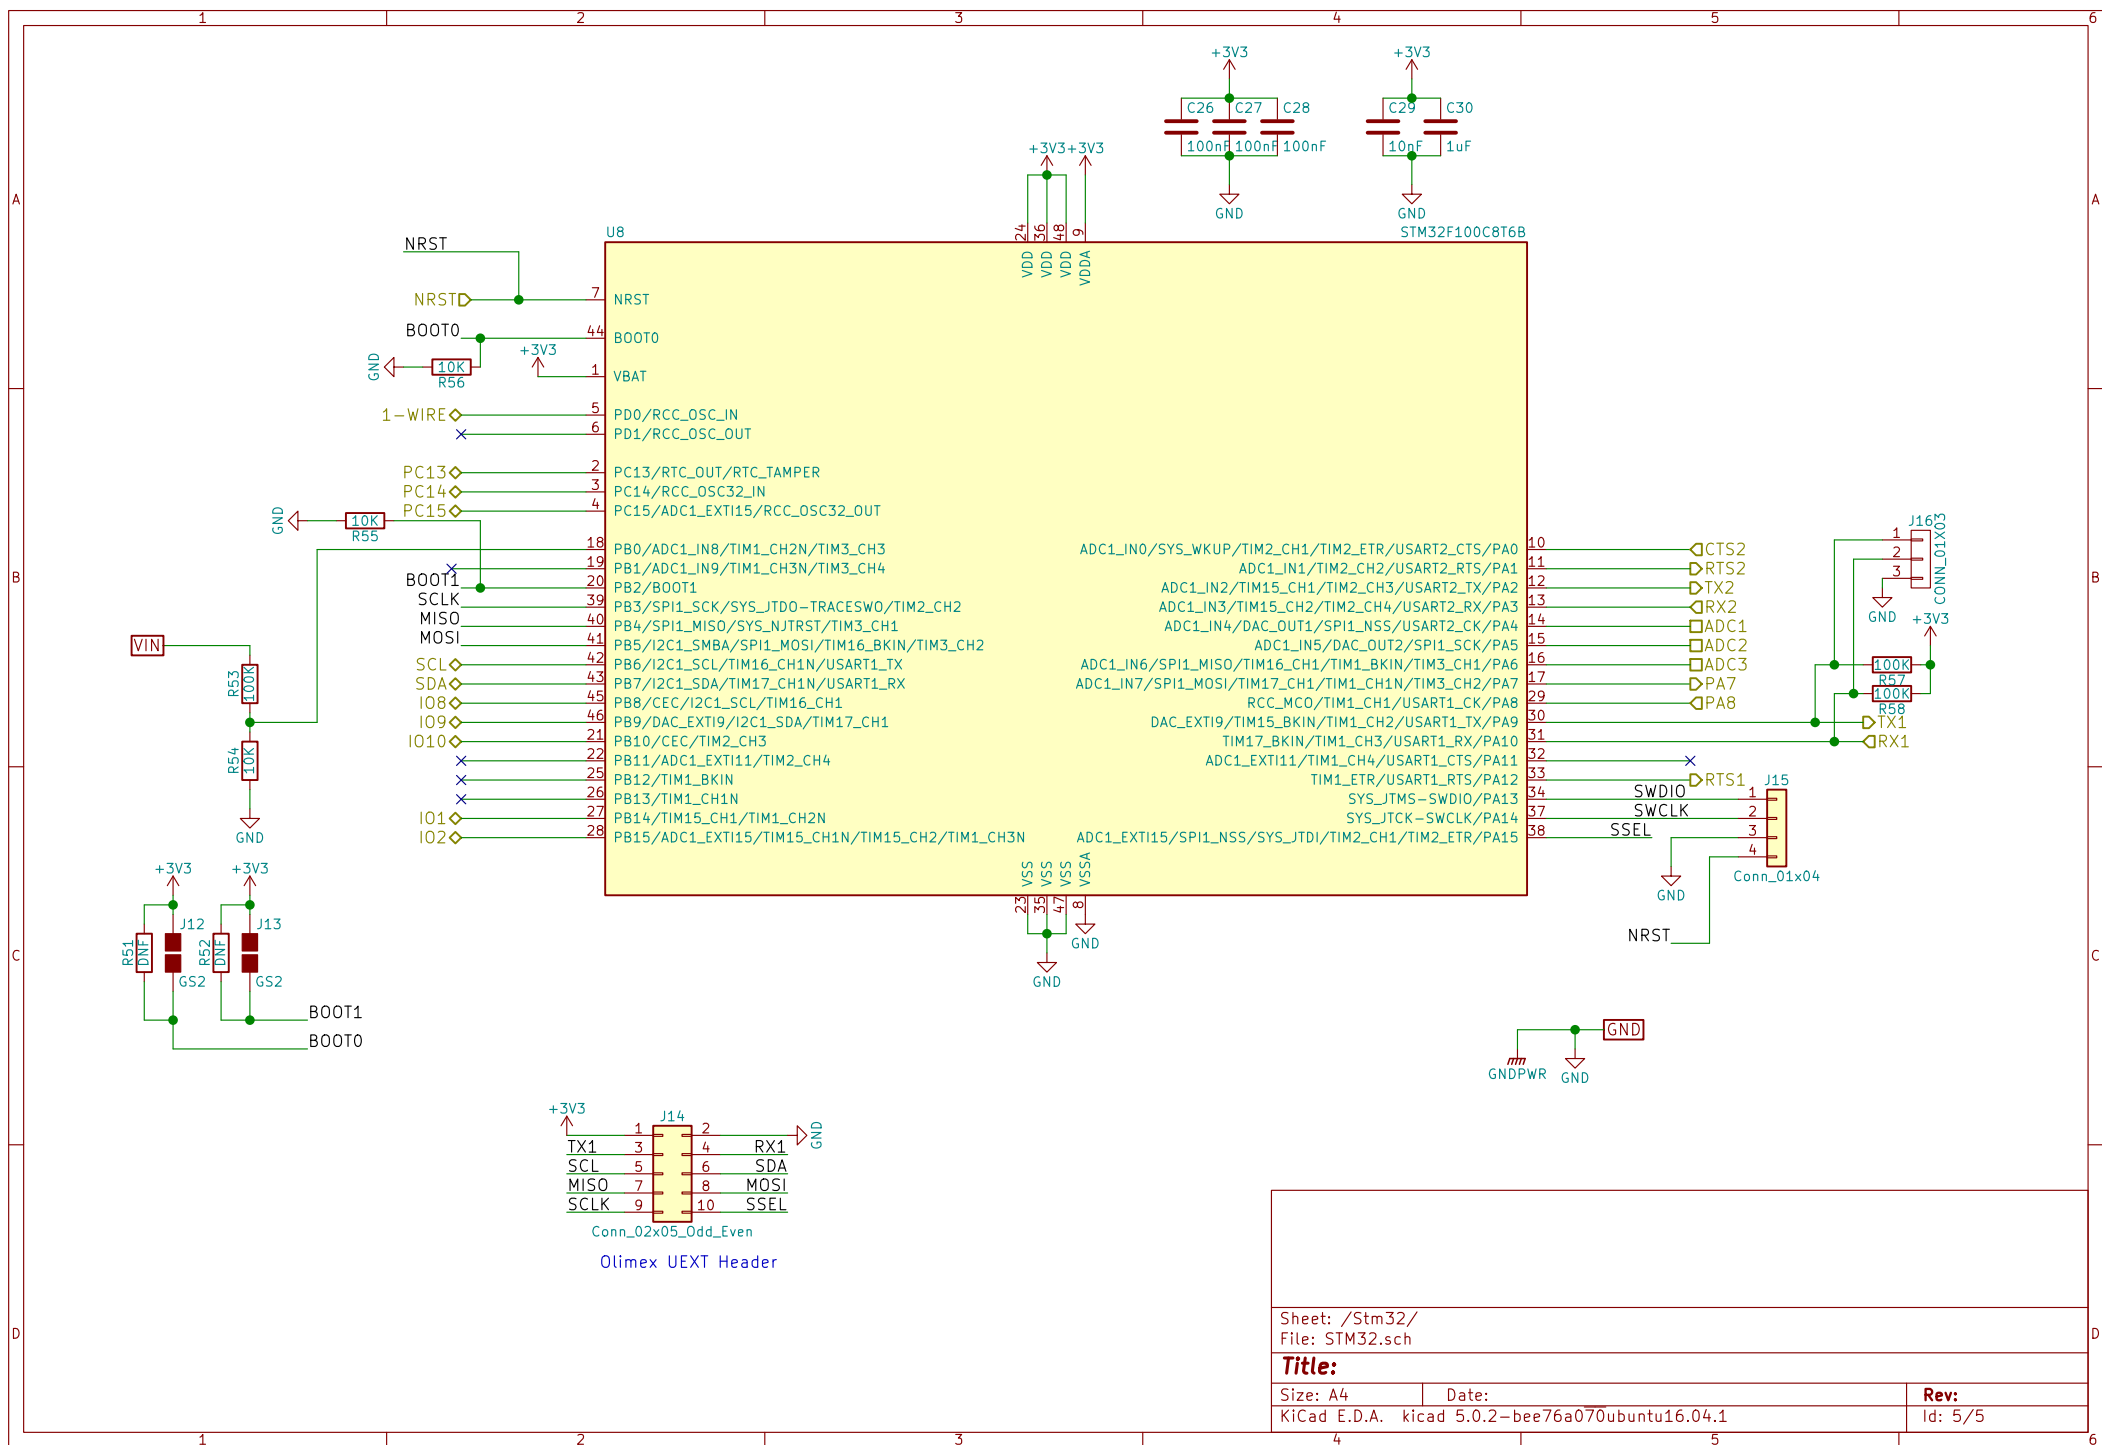 1 2 3 4 5 6
A A
B B
C C
D D
+3V3 +3V3
C26 C27 C28 C29 C30
100nF 100nF 100nF 10nF 1uF
GND GND
+3V3 +3V3
24 36 48 9
VDD VDD VDD VDDA
U8 STM32F100C8T6B
NRST
NRST 7 NRST
BOOT0 44 BOOT0
+3V3
GND 10K R56
1 VBAT
1-WIRE 5 PD0/RCC_OSC_IN
6 PD1/RCC_OSC_OUT
PC13 2 PC13/RTC_OUT/RTC_TAMPER
PC14 3 PC14/RCC_OSC32_IN
PC15 4 PC15/ADC1_EXTI15/RCC_OSC32_OUT
GND 10K R55
18 PB0/ADC1_IN8/TIM1_CH2N/TIM3_CH3
19 PB1/ADC1_IN9/TIM1_CH3N/TIM3_CH4
BOOT1 20 PB2/BOOT1
SCLK 39 PB3/SPI1_SCK/SYS_JTDO-TRACESWO/TIM2_CH2
MISO 40 PB4/SPI1_MISO/SYS_NJTRST/TIM3_CH1
MOSI 41 PB5/I2C1_SMBA/SPI1_MOSI/TIM16_BKIN/TIM3_CH2
SCL 42 PB6/I2C1_SCL/TIM16_CH1N/USART1_TX
SDA 43 PB7/I2C1_SDA/TIM17_CH1N/USART1_RX
IO8 45 PB8/CEC/I2C1_SCL/TIM16_CH1
IO9 46 PB9/DAC_EXTI9/I2C1_SDA/TIM17_CH1
IO10 21 PB10/CEC/TIM2_CH3
22 PB11/ADC1_EXTI11/TIM2_CH4
25 PB12/TIM1_BKIN
26 PB13/TIM1_CH1N
IO1 27 PB14/TIM15_CH1/TIM1_CH2N
IO2 28 PB15/ADC1_EXTI15/TIM15_CH1N/TIM15_CH2/TIM1_CH3N
ADC1_IN0/SYS_WKUP/TIM2_CH1/TIM2_ETR/USART2_CTS/PA0 10 CTS2
ADC1_IN1/TIM2_CH2/USART2_RTS/PA1 11 RTS2
ADC1_IN2/TIM15_CH1/TIM2_CH3/USART2_TX/PA2 12 TX2
ADC1_IN3/TIM15_CH2/TIM2_CH4/USART2_RX/PA3 13 RX2
ADC1_IN4/DAC_OUT1/SPI1_NSS/USART2_CK/PA4 14 ADC1
ADC1_IN5/DAC_OUT2/SPI1_SCK/PA5 15 ADC2
ADC1_IN6/SPI1_MISO/TIM16_CH1/TIM1_BKIN/TIM3_CH1/PA6 16 ADC3
ADC1_IN7/SPI1_MOSI/TIM17_CH1/TIM1_CH1N/TIM3_CH2/PA7 17 PA7
RCC_MCO/TIM1_CH1/USART1_CK/PA8 29 PA8
DAC_EXTI9/TIM15_BKIN/TIM1_CH2/USART1_TX/PA9 30 TX1
TIM17_BKIN/TIM1_CH3/USART1_RX/PA10 31 RX1
ADC1_EXTI11/TIM1_CH4/USART1_CTS/PA11 32
TIM1_ETR/USART1_RTS/PA12 33 RTS1
SYS_JTMS-SWDIO/PA13 34 SWDIO
SYS_JTCK-SWCLK/PA14 37 SWCLK
ADC1_EXTI15/SPI1_NSS/SYS_JTDI/TIM2_CH1/TIM2_ETR/PA15 38 SSEL
J16 CONN_01X03
1
2
3
GND
+3V3
100K R57
100K R58
J15
1
2
3
4
Conn_01x04
GND
NRST
VIN
R53 100K
R54 10K
GND
VSS VSS VSS VSSA
23 35 47 8
GND
GND
+3V3 +3V3
J12 J13
R51 DNF R52 DNF
GS2 GS2
BOOT1
BOOT0
GND
GNDPWR GND
+3V3 J14
1 2 GND
TX1 3 4 RX1
SCL 5 6 SDA
MISO 7 8 MOSI
SCLK 9 10 SSEL
Conn_02x05_Odd_Even
Olimex UEXT Header
Sheet: /Stm32/
File: STM32.sch
Title:
Size: A4 Date: Rev:
KiCad E.D.A. kicad 5.0.2-bee76a070ubuntu16.04.1 Id: 5/5
1 2 3 4 5 6